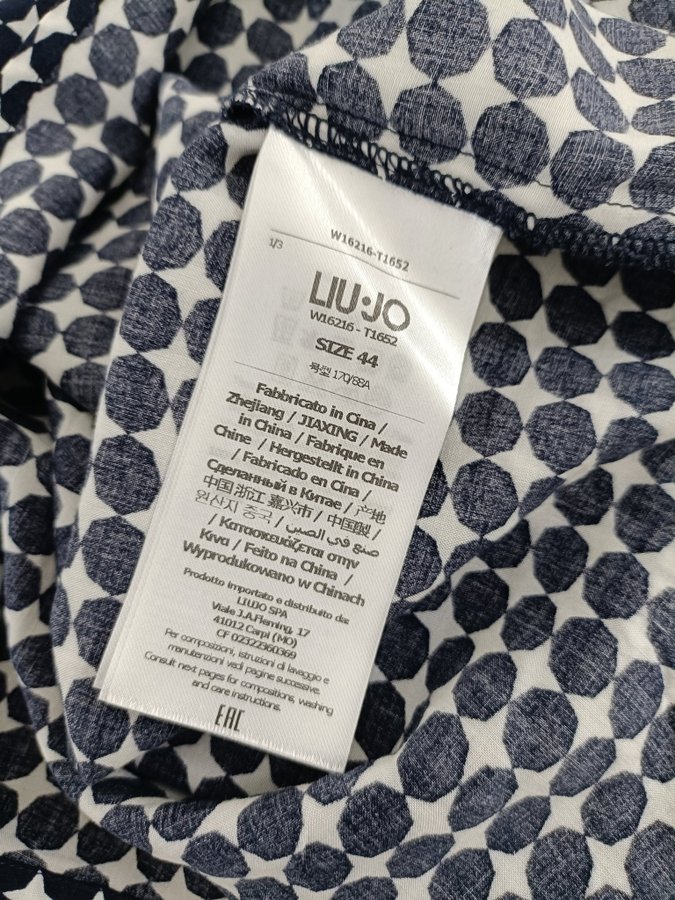 W16216-T1652
1/3
LIU·JO
W16216 - T1652
SIZE 44
号型 170/88A
Fabbricato in Cina /
Zhejiang / JIAXING / Made
in China / Fabrique en
Chine / Hergestellt in China
/ Fabricado en Cina /
Сделанный в Китае / 产地
中国 浙江 嘉兴市 / 中国製 /
원산지 중국 / صنع في الصين
/ Κατασκευάζεται στην
Κινα / Feito na China /
Wyprodukowano w Chinach
Prodotto importato e distribuito da:
LIUJO SPA
Viale J.A.Fleming, 17
41012 Carpi (MO)
CF 02322360369
Per composizioni, istruzioni di lavaggio e
manutenzioni vedi pagine successive.
Consult next pages for compositions, washing
and care instructions.
EAC